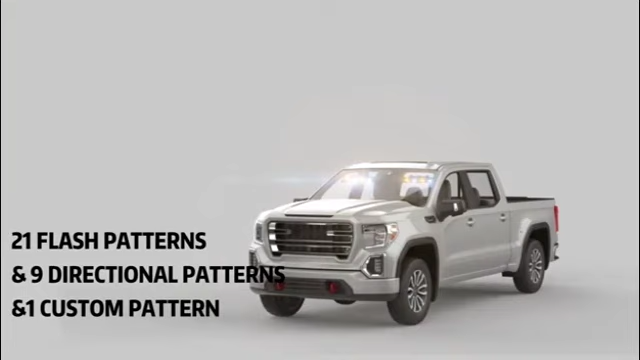 21 FLASH PATTERNS
& 9 DIRECTIONAL PATTERNS
&1 CUSTOM PATTERN